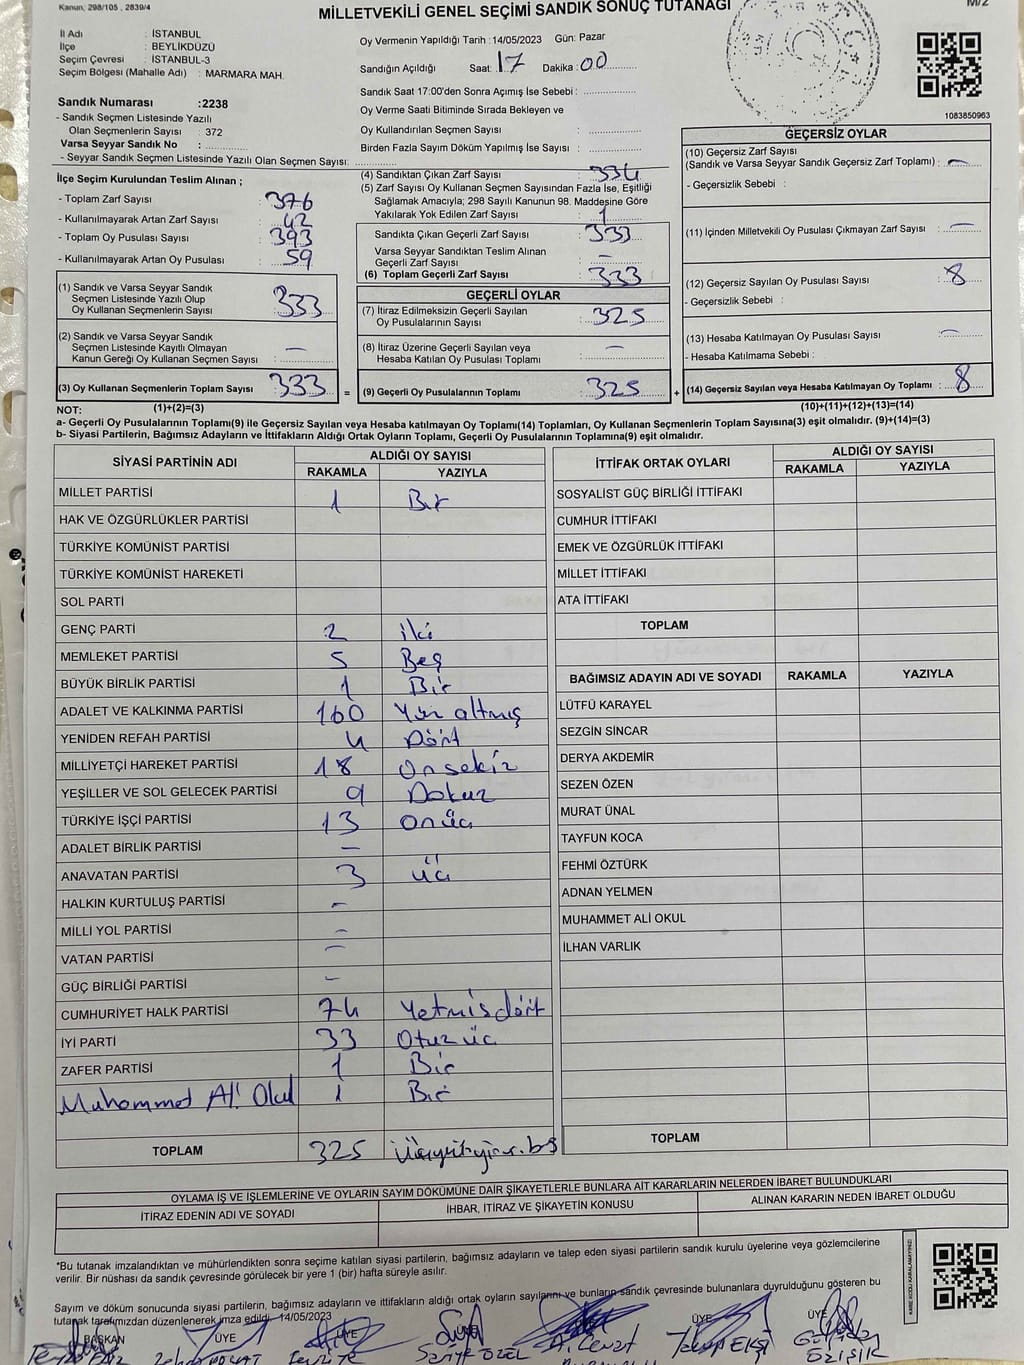 Kanun, 298/105 , 2839/4
MİLLETVEKİLİ GENEL SEÇİMİ SANDIK SONUÇ TUTANAĞI
M/2
İl Adı : İSTANBUL
İlçe : BEYLİKDÜZÜ
Seçim Çevresi : İSTANBUL-3
Seçim Bölgesi (Mahalle Adı) : MARMARA MAH.
Sandık Numarası :2238
- Sandık Seçmen Listesinde Yazılı
Olan Seçmenlerin Sayısı : 372
Varsa Seyyar Sandık No :
- Seyyar Sandık Seçmen Listesinde Yazılı Olan Seçmen Sayısı:
Oy Vermenin Yapıldığı Tarih :14/05/2023 Gün: Pazar
Sandığın Açıldığı Saat: 17 Dakika: 00
Sandık Saat 17:00'den Sonra Açımış İse Sebebi :
Oy Verme Saati Bitiminde Sırada Bekleyen ve
Oy Kullandırılan Seçmen Sayısı :
Birden Fazla Sayım Döküm Yapılmış İse Sayısı :
1083850963
İlçe Seçim Kurulundan Teslim Alınan ;
- Toplam Zarf Sayısı : 376
- Kullanılmayarak Artan Zarf Sayısı : 42
- Toplam Oy Pusulası Sayısı : 393
- Kullanılmayarak Artan Oy Pusulası : 59
(1) Sandık ve Varsa Seyyar Sandık
Seçmen Listesinde Yazılı Olup
Oy Kullanan Seçmenlerin Sayısı : 333
(2) Sandık ve Varsa Seyyar Sandık
Seçmen Listesinde Kayıtlı Olmayan
Kanun Gereği Oy Kullanan Seçmen Sayısı : —
(3) Oy Kullanan Seçmenlerin Toplam Sayısı : 333
(4) Sandıktan Çıkan Zarf Sayısı : 334
(5) Zarf Sayısı Oy Kullanan Seçmen Sayısından Fazla İse, Eşitliği
Sağlamak Amacıyla; 298 Sayılı Kanunun 98. Maddesine Göre
Yakılarak Yok Edilen Zarf Sayısı : 1
Sandıkta Çıkan Geçerli Zarf Sayısı : 333
Varsa Seyyar Sandıktan Teslim Alınan
Geçerli Zarf Sayısı : —
(6) Toplam Geçerli Zarf Sayısı : 333
GEÇERLİ OYLAR
(7) İtiraz Edilmeksizin Geçerli Sayılan
Oy Pusulalarının Sayısı : 325
(8) İtiraz Üzerine Geçerli Sayılan veya
Hesaba Katılan Oy Pusulası Toplamı : —
= (9) Geçerli Oy Pusulalarının Toplamı : 325 +
GEÇERSİZ OYLAR
(10) Geçersiz Zarf Sayısı
(Sandık ve Varsa Seyyar Sandık Geçersiz Zarf Toplamı) : —
- Geçersizlik Sebebi :
(11) İçinden Milletvekili Oy Pusulası Çıkmayan Zarf Sayısı : —
(12) Geçersiz Sayılan Oy Pusulası Sayısı : 8
- Geçersizlik Sebebi :
(13) Hesaba Katılmayan Oy Pusulası Sayısı : —
- Hesaba Katılmama Sebebi :
(14) Geçersiz Sayılan veya Hesaba Katılmayan Oy Toplamı : 8
NOT: (1)+(2)=(3)
(10)+(11)+(12)+(13)=(14)
a- Geçerli Oy Pusulalarının Toplamı(9) ile Geçersiz Sayılan veya Hesaba katılmayan Oy Toplamı(14) Toplamları, Oy Kullanan Seçmenlerin Toplam Sayısına(3) eşit olmalıdır. (9)+(14)=(3)
b- Siyasi Partilerin, Bağımsız Adayların ve İttifakların Aldığı Ortak Oyların Toplamı, Geçerli Oy Pusulalarının Toplamına(9) eşit olmalıdır.
SİYASİ PARTİNİN ADI ALDIĞI OY SAYISI
RAKAMLA YAZIYLA
MİLLET PARTİSİ 1 Bir
HAK VE ÖZGÜRLÜKLER PARTİSİ
TÜRKİYE KOMÜNİST PARTİSİ
TÜRKİYE KOMÜNİST HAREKETİ
SOL PARTİ
GENÇ PARTİ 2 iki
MEMLEKET PARTİSİ 5 Beş
BÜYÜK BİRLİK PARTİSİ 1 Bir
ADALET VE KALKINMA PARTİSİ 160 Yüz altmış
YENİDEN REFAH PARTİSİ 4 Dört
MİLLİYETÇİ HAREKET PARTİSİ 18 Onsekiz
YEŞİLLER VE SOL GELECEK PARTİSİ 9 Dokuz
TÜRKİYE İŞÇİ PARTİSİ 13 onüç
ADALET BİRLİK PARTİSİ —
ANAVATAN PARTİSİ 3 üç
HALKIN KURTULUŞ PARTİSİ —
MİLLİ YOL PARTİSİ —
VATAN PARTİSİ —
GÜÇ BİRLİĞİ PARTİSİ —
CUMHURİYET HALK PARTİSİ 74 Yetmişdört
İYİ PARTİ 33 Otuzüç
ZAFER PARTİSİ 1 Bir
Muhammet Ali Okul 1 Bir
TOPLAM 325
İTTİFAK ORTAK OYLARI ALDIĞI OY SAYISI
RAKAMLA YAZIYLA
SOSYALİST GÜÇ BİRLİĞİ İTTİFAKI
CUMHUR İTTİFAKI
EMEK VE ÖZGÜRLÜK İTTİFAKI
MİLLET İTTİFAKI
ATA İTTİFAKI
TOPLAM
BAĞIMSIZ ADAYIN ADI VE SOYADI RAKAMLA YAZIYLA
LÜTFÜ KARAYEL
SEZGİN SİNCAR
DERYA AKDEMİR
SEZEN ÖZEN
MURAT ÜNAL
TAYFUN KOCA
FEHMİ ÖZTÜRK
ADNAN YELMEN
MUHAMMET ALİ OKUL
İLHAN VARLIK
TOPLAM
OYLAMA İŞ VE İŞLEMLERİNE VE OYLARIN SAYIM DÖKÜMÜNE DAİR ŞİKAYETLERLE BUNLARA AİT KARARLARIN NELERDEN İBARET BULUNDUKLARI
İTİRAZ EDENİN ADI VE SOYADI İHBAR, İTİRAZ VE ŞİKAYETİN KONUSU ALINAN KARARIN NEDEN İBARET OLDUĞU
*Bu tutanak imzalandıktan ve mühürlendikten sonra seçime katılan siyasi partilerin, bağımsız adayların ve talep eden siyasi partilerin sandık kurulu üyelerine veya gözlemcilerine
verilir. Bir nüshası da sandık çevresinde görülecek bir yere 1 (bir) hafta süreyle asılır.
Sayım ve döküm sonucunda siyasi partilerin, bağımsız adayların ve ittifakların aldığı ortak oyların sayılarını ve bunların sandık çevresinde bulunanlara duyrulduğunu gösteren bu
tutanak tarafımızdan düzenlenerek imza edildi. 14/05/2023
BAŞKAN ÜYE ÜYE ÜYE ÜYE
Saniye ÖZEL EKŞİ ÖZIŞIK